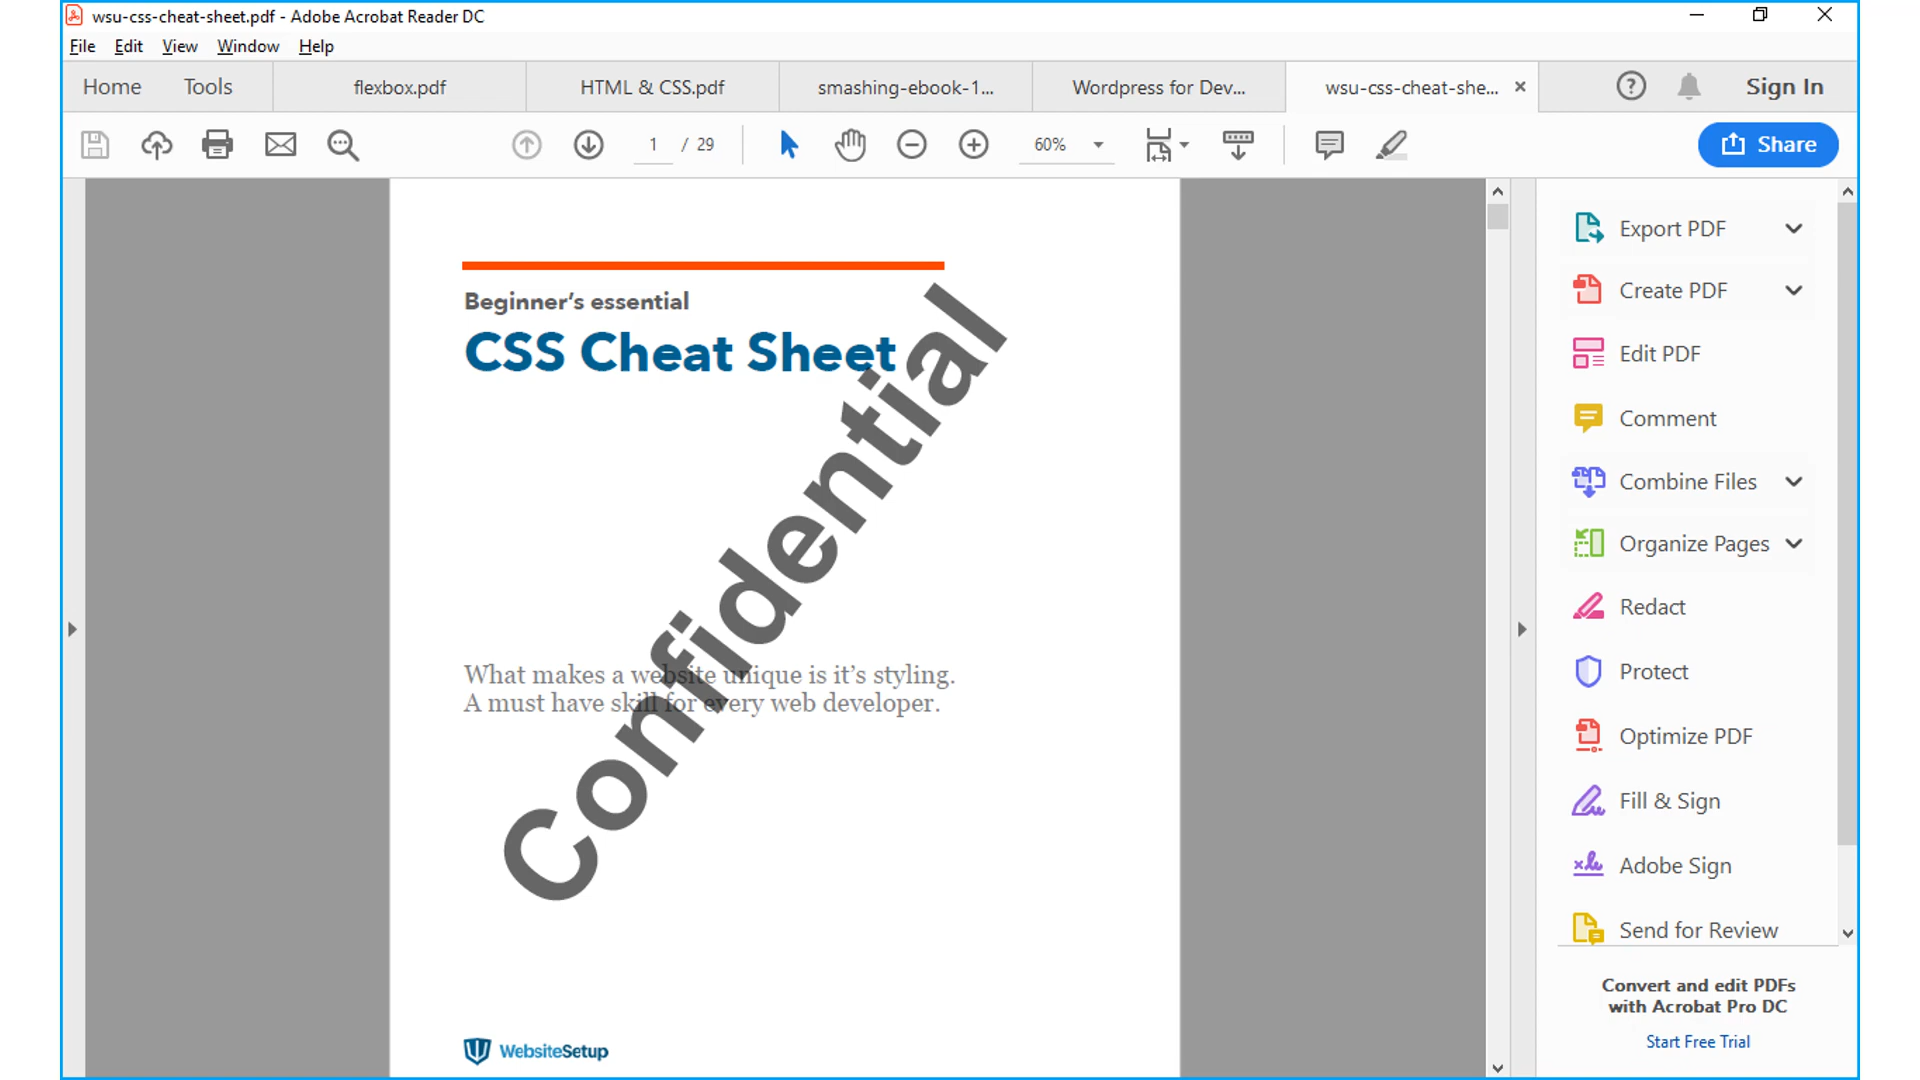 wsu-css-cheat-sheet.pdf - Adobe Acrobat Reader DC
File Edit View Window Help
Home Tools flexbox.pdf HTML & CSS.pdf smashing-ebook-1... Wordpress for Dev... wsu-css-cheat-she... Sign In
1 / 29 60% Share
Beginner's essential
CSS Cheat Sheet
Confidential
What makes a website unique is it's styling.
A must have skill for every web developer.
WebsiteSetup
Export PDF
Create PDF
Edit PDF
Comment
Combine Files
Organize Pages
Redact
Protect
Optimize PDF
Fill & Sign
Adobe Sign
Send for Review
Convert and edit PDFs
with Acrobat Pro DC
Start Free Trial